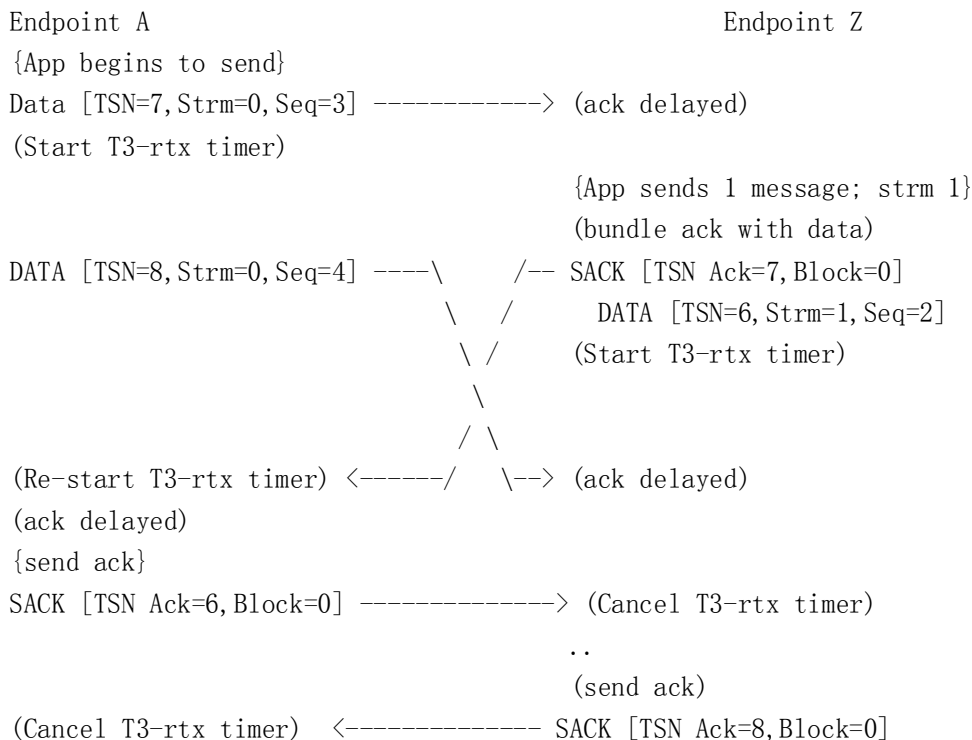 Endpoint A                                         Endpoint Z
{App begins to send}
Data [TSN=7,Strm=0,Seq=3] ------------> (ack delayed)
(Start T3-rtx timer)
                                        {App sends 1 message; strm 1}
                                        (bundle ack with data)
DATA [TSN=8,Strm=0,Seq=4] ----\     /-- SACK [TSN Ack=7,Block=0]
                               \   /     DATA [TSN=6,Strm=1,Seq=2]
                                \ /     (Start T3-rtx timer)
                                 \
                                / \
(Re-start T3-rtx timer) <------/   \--> (ack delayed)
(ack delayed)
{send ack}
SACK [TSN Ack=6,Block=0] --------------> (Cancel T3-rtx timer)
                                        ..
                                        (send ack)
(Cancel T3-rtx timer)  <-------------- SACK [TSN Ack=8,Block=0]